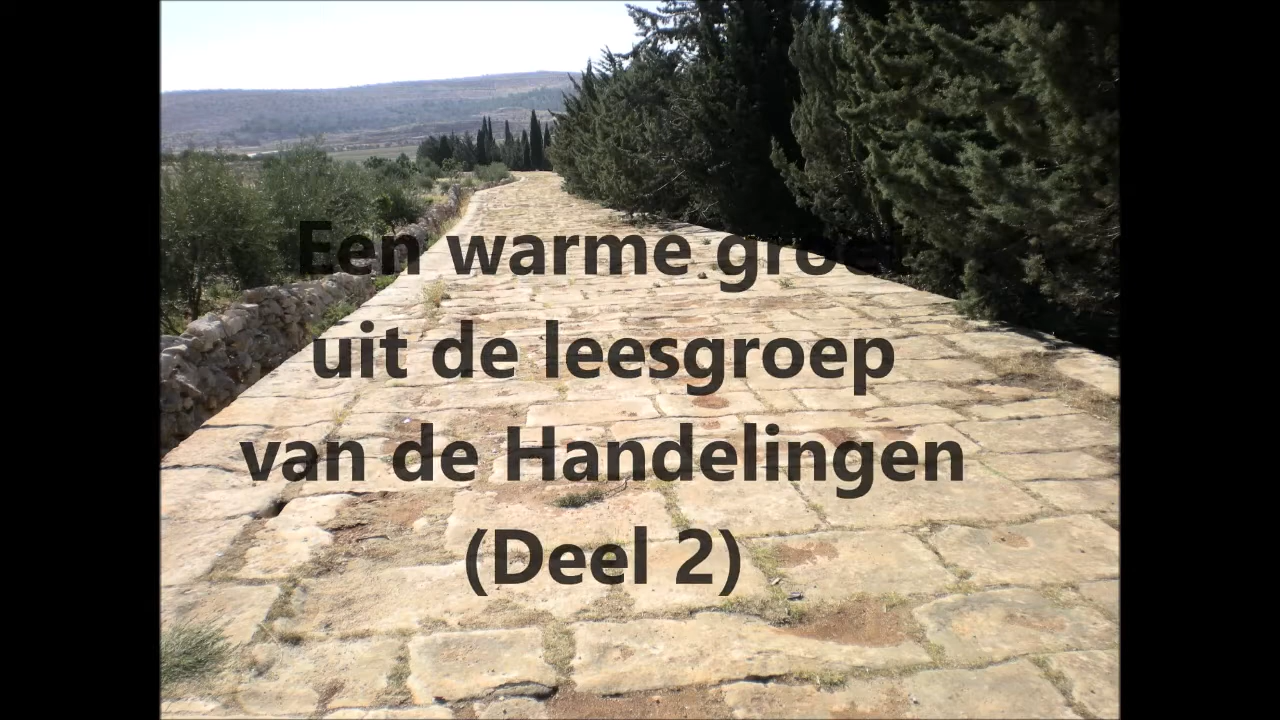 Een warme
uit de leesgroep
van de Handelingen
(Deel 2)